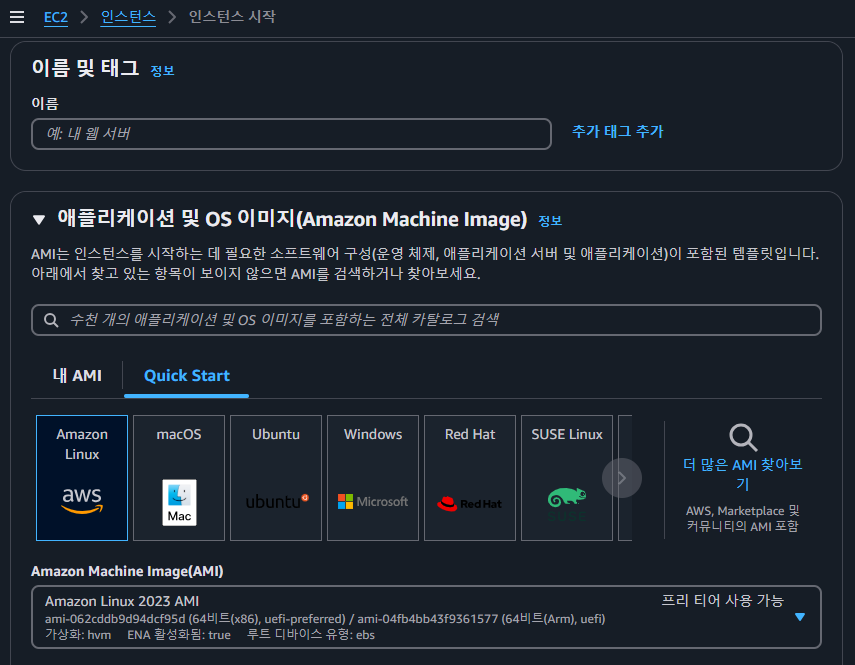 EC2 > 인스턴스 > 인스턴스 시작
이름 및 태그 정보
이름
예: 내 웹 서버
추가 태그 추가
애플리케이션 및 OS 이미지(Amazon Machine Image) 정보
AMI는 인스턴스를 시작하는 데 필요한 소프트웨어 구성(운영 체제, 애플리케이션 서버 및 애플리케이션)이 포함된 템플릿입니다.
아래에서 찾고 있는 항목이 보이지 않으면 AMI를 검색하거나 찾아보세요.
수천 개의 애플리케이션 및 OS 이미지를 포함하는 전체 카탈로그 검색
내 AMI
Quick Start
Amazon
Linux
aws
macOS
Mac
Ubuntu
ubuntu
Windows
Microsoft
Red Hat
Red Hat
SUSE Linux
더 많은 AMI 찾아보
기
AWS, Marketplace 및
커뮤니티의 AMI 포함
Amazon Machine Image(AMI)
Amazon Linux 2023 AMI
프리 티어 사용 가능
ami-062cddb9d94dcf95d (64비트(x86), uefi-preferred) / ami-04fb4bb43f9361577 (64비트(Arm), uefi)
가상화: hvm ENA 활성화됨: true 루트 디바이스 유형: ebs